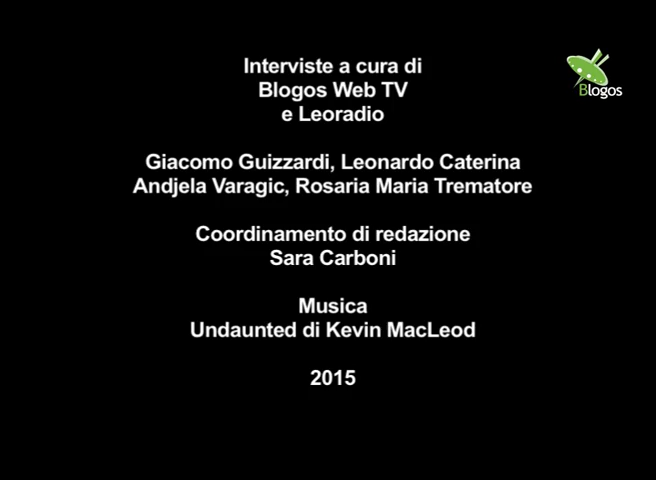 Interviste a cura di
Blogos Web TV
e Leoradio
Blogos
Giacomo Guizzardi, Leonardo Caterina
Andjela Varagic, Rosaria Maria Trematore
Coordinamento di redazione
Sara Carboni
Musica
Undaunted di Kevin MacLeod
2015